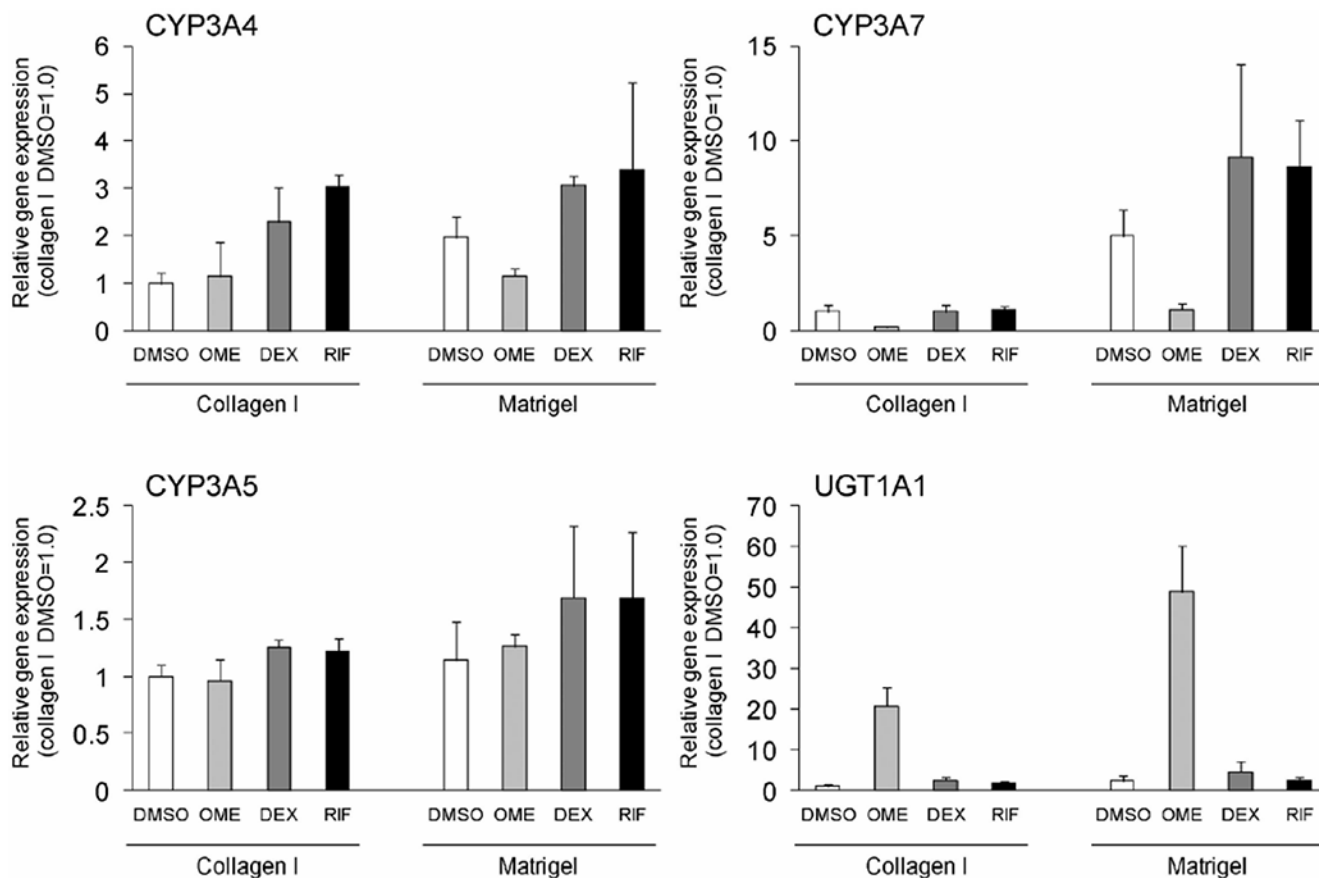 CYP3A4
Relative gene expression
(collagen I DMSO=1.0)
6
5
4
3
2
1
0
DMSO OME DEX RIF DMSO OME DEX RIF
Collagen I Matrigel
CYP3A7
Relative gene expression
(collagen I DMSO=1.0)
15
10
5
0
DMSO OME DEX RIF DMSO OME DEX RIF
Collagen I Matrigel
CYP3A5
Relative gene expression
(collagen I DMSO=1.0)
2.5
2
1.5
1
0.5
0
DMSO OME DEX RIF DMSO OME DEX RIF
Collagen I Matrigel
UGT1A1
Relative gene expression
(collagen I DMSO=1.0)
70
60
50
40
30
20
10
0
DMSO OME DEX RIF DMSO OME DEX RIF
Collagen I Matrigel